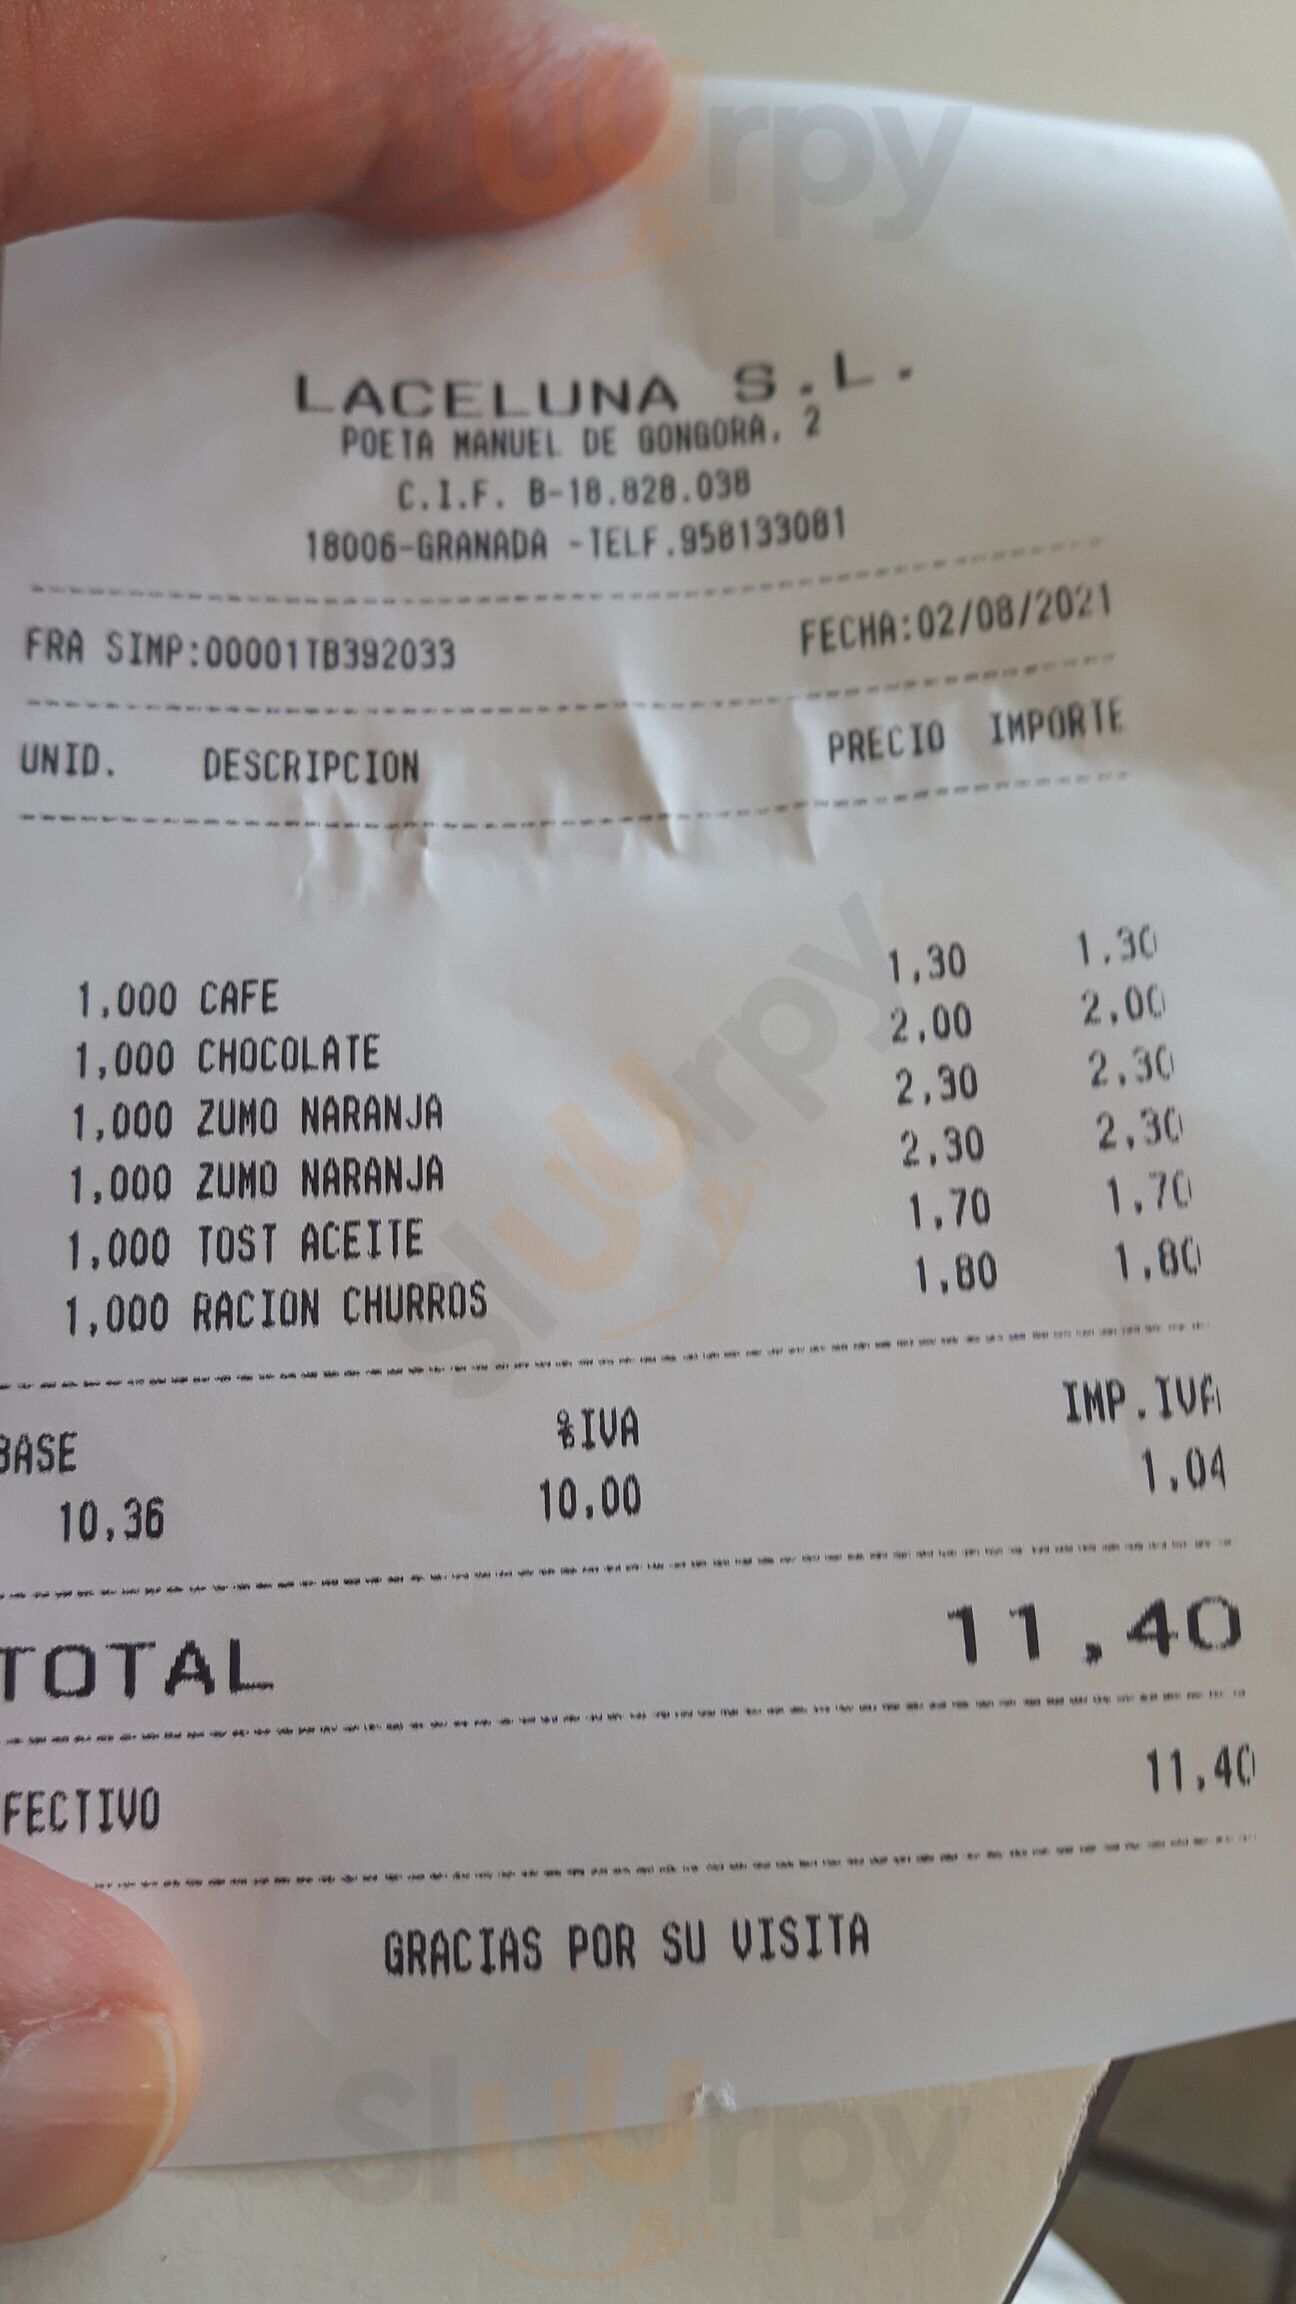 LACELUNA S.L.
POETA MANUEL DE GONGORA, 2
C.I.F. B-18.828.038
18006-GRANADA -TELF.958133081
FRA SIMP:00001TB392033 FECHA:02/08/2021
UNID. DESCRIPCION PRECIO IMPORTE
1,000 CAFE 1,30 1,30
1,000 CHOCOLATE 2,00 2,00
1,000 ZUMO NARANJA 2,30 2,30
1,000 ZUMO NARANJA 2,30 2,30
1,000 TOST ACEITE 1,70 1,70
1,000 RACION CHURROS 1,80 1,80
BASE %IVA IMP.IVA
10,36 10,00 1,04
TOTAL 11,40
FECTIVO 11,40
GRACIAS POR SU VISITA
Sluurpy
Sluurpy
Sluurpy